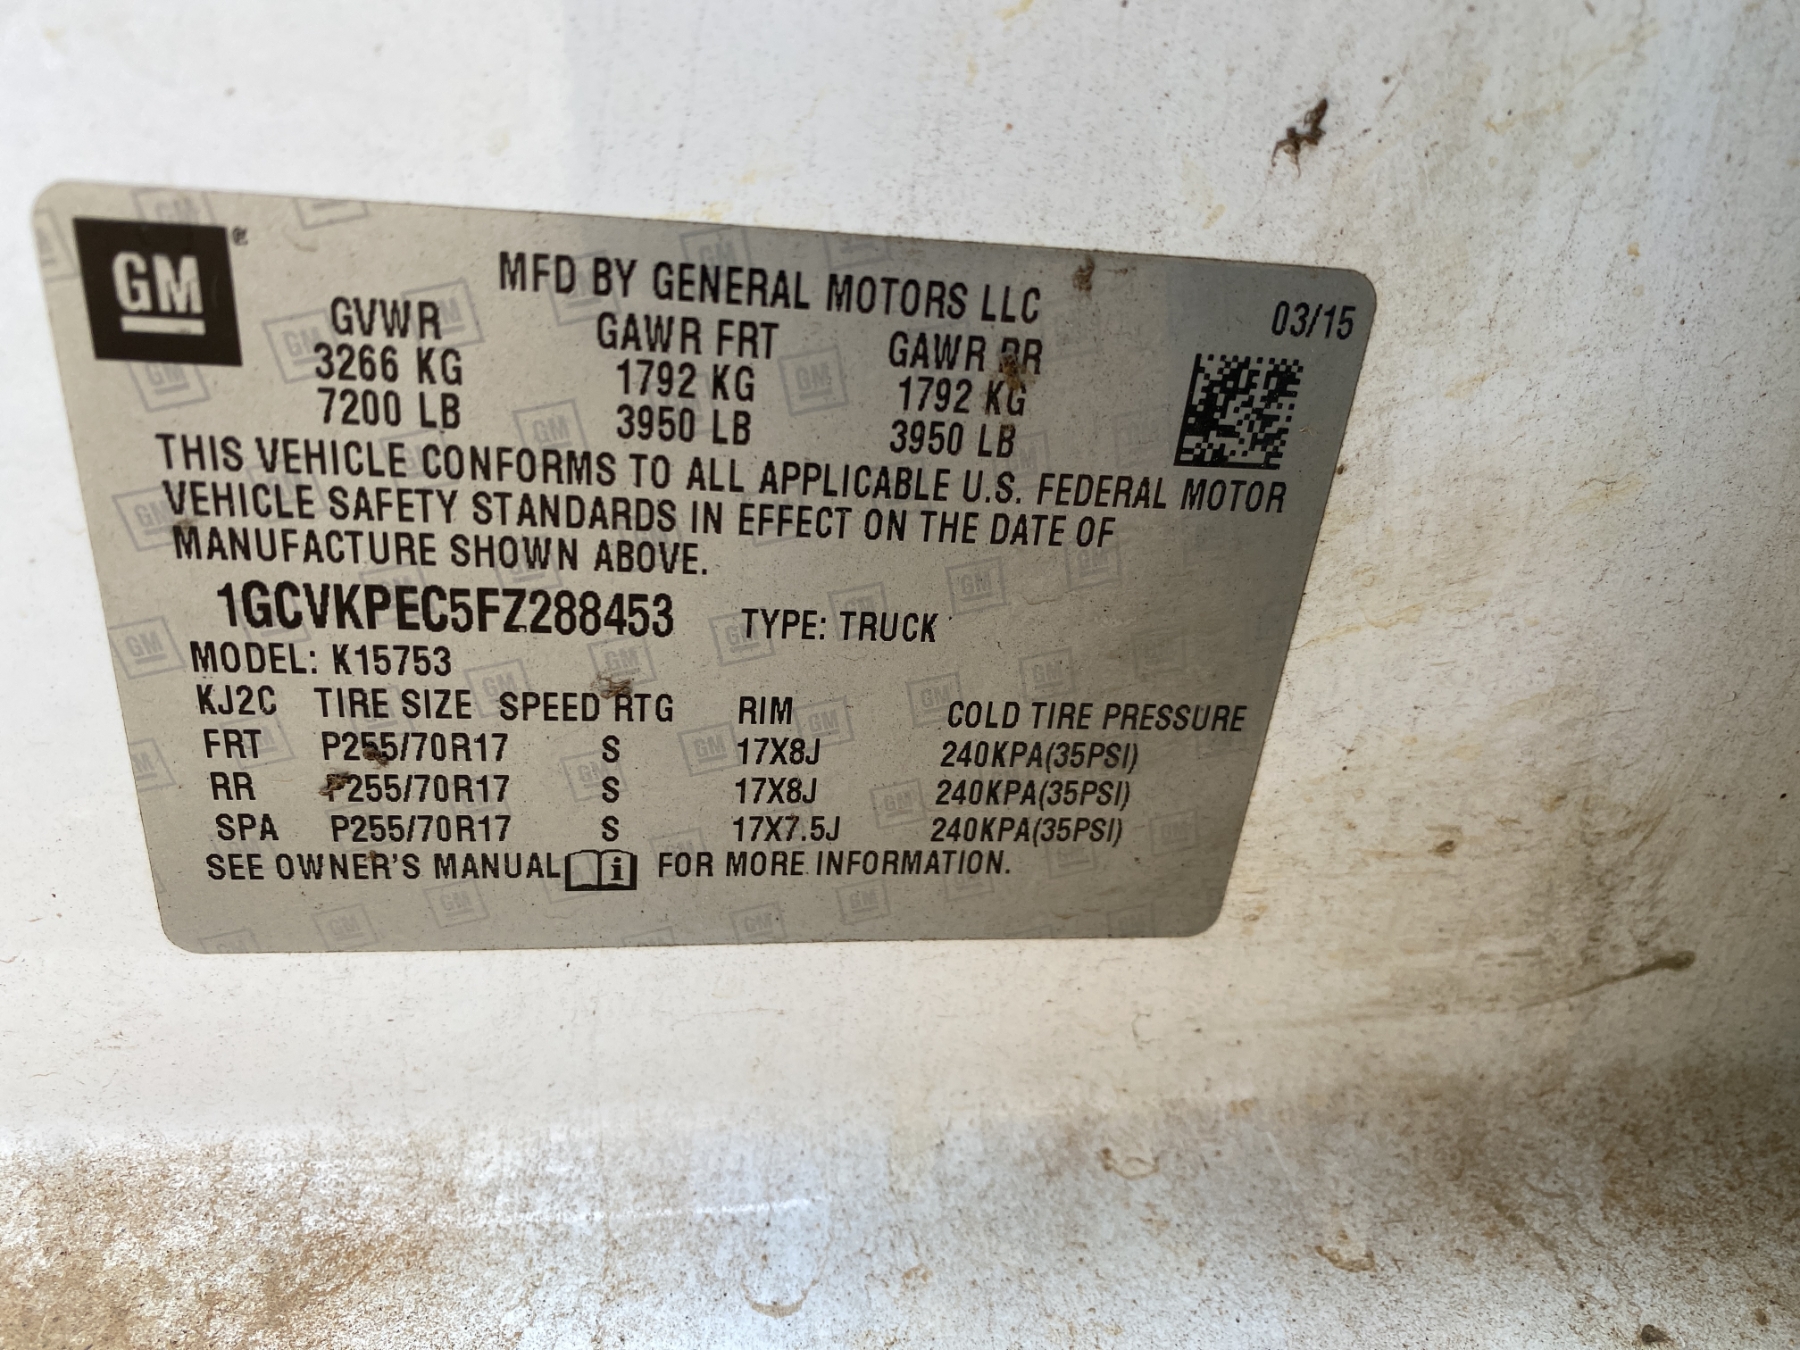 GM
MFD BY GENERAL MOTORS LLC
03/15
GVWR GAWR FRT GAWR RR
3266 KG 1792 KG 1792 KG
7200 LB 3950 LB 3950 LB
THIS VEHICLE CONFORMS TO ALL APPLICABLE U.S. FEDERAL MOTOR
VEHICLE SAFETY STANDARDS IN EFFECT ON THE DATE OF
MANUFACTURE SHOWN ABOVE.
1GCVKPEC5FZ288453 TYPE: TRUCK
MODEL: K15753
KJ2C TIRE SIZE SPEED RTG RIM COLD TIRE PRESSURE
FRT P255/70R17 S 17X8J 240KPA(35PSI)
RR P255/70R17 S 17X8J 240KPA(35PSI)
SPA P255/70R17 S 17X7.5J 240KPA(35PSI)
SEE OWNER'S MANUAL i FOR MORE INFORMATION.